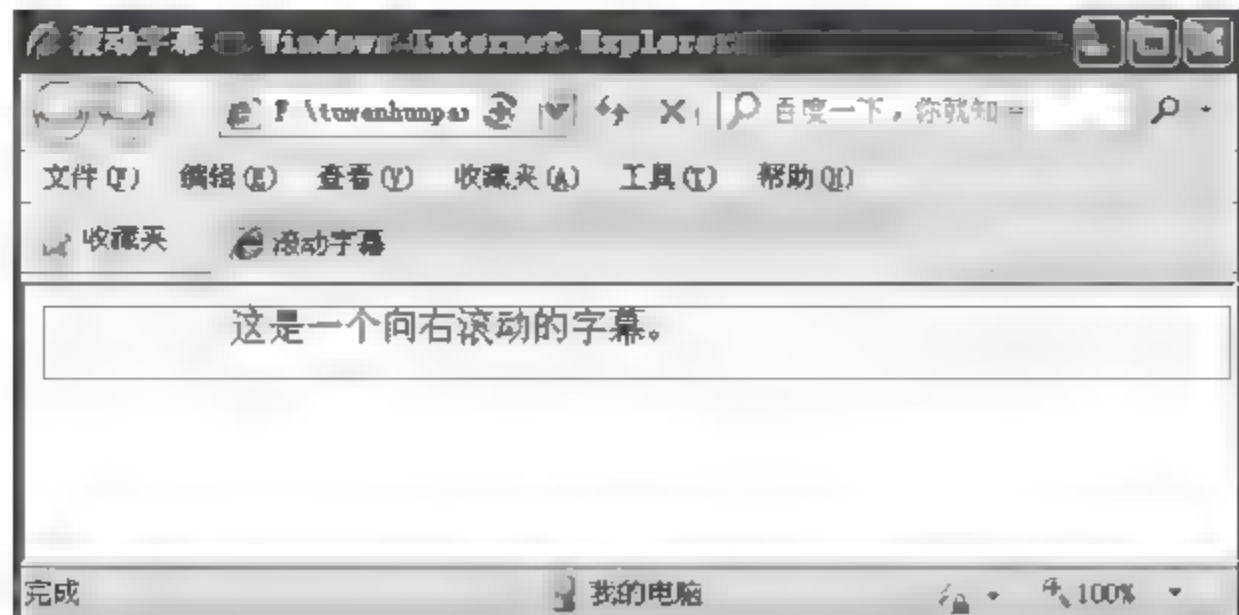 滚动字幕 - Windows Internet Explorer
F \tuwenhunpai 百度一下，你就知
文件(F) 编辑(E) 查看(V) 收藏夹(A) 工具(T) 帮助(H)
收藏夹 滚动字幕
这是一个向右滚动的字幕。
完成 我的电脑 100%